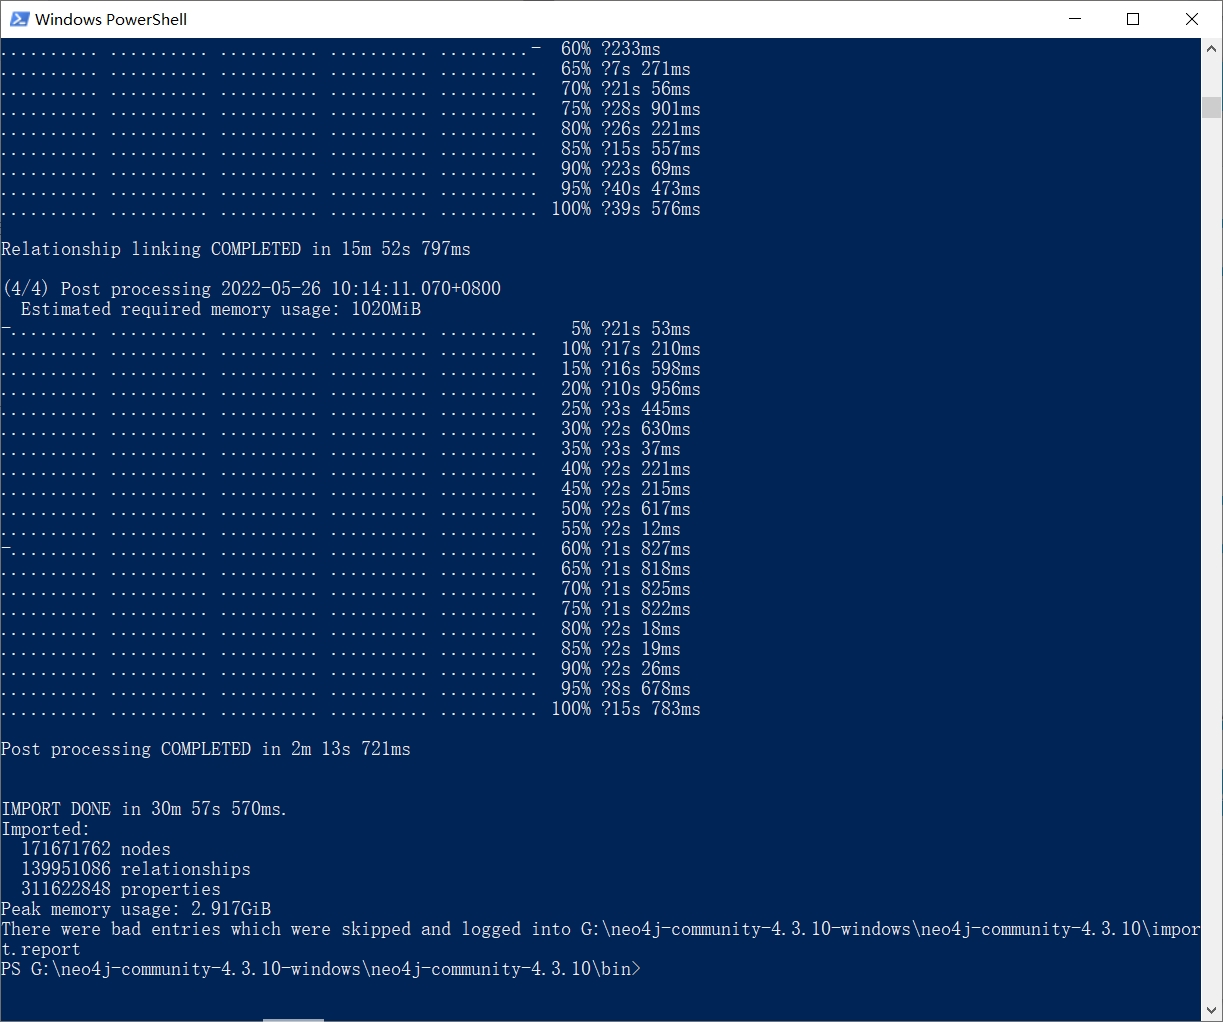 Windows PowerShell
.......... .......... .......... .......... .........-  60% ?233ms
.......... .......... .......... .......... ..........  65% ?7s 271ms
.......... .......... .......... .......... ..........  70% ?21s 56ms
.......... .......... .......... .......... ..........  75% ?28s 901ms
.......... .......... .......... .......... ..........  80% ?26s 221ms
.......... .......... .......... .......... ..........  85% ?15s 557ms
.......... .......... .......... .......... ..........  90% ?23s 69ms
.......... .......... .......... .......... ..........  95% ?40s 473ms
.......... .......... .......... .......... .......... 100% ?39s 576ms
Relationship linking COMPLETED in 15m 52s 797ms
(4/4) Post processing 2022-05-26 10:14:11.070+0800
  Estimated required memory usage: 1020MiB
-......... .......... .......... .......... ..........   5% ?21s 53ms
.......... .......... .......... .......... ..........  10% ?17s 210ms
.......... .......... .......... .......... ..........  15% ?16s 598ms
.......... .......... .......... .......... ..........  20% ?10s 956ms
.......... .......... .......... .......... ..........  25% ?3s 445ms
.......... .......... .......... .......... ..........  30% ?2s 630ms
.......... .......... .......... .......... ..........  35% ?3s 37ms
.......... .......... .......... .......... ..........  40% ?2s 221ms
.......... .......... .......... .......... ..........  45% ?2s 215ms
.......... .......... .......... .......... ..........  50% ?2s 617ms
.......... .......... .......... .......... ..........  55% ?2s 12ms
-......... .......... .......... .......... ..........  60% ?1s 827ms
.......... .......... .......... .......... ..........  65% ?1s 818ms
.......... .......... .......... .......... ..........  70% ?1s 825ms
.......... .......... .......... .......... ..........  75% ?1s 822ms
.......... .......... .......... .......... ..........  80% ?2s 18ms
.......... .......... .......... .......... ..........  85% ?2s 19ms
.......... .......... .......... .......... ..........  90% ?2s 26ms
.......... .......... .......... .......... ..........  95% ?8s 678ms
.......... .......... .......... .......... .......... 100% ?15s 783ms
Post processing COMPLETED in 2m 13s 721ms
IMPORT DONE in 30m 57s 570ms.
Imported:
  171671762 nodes
  139951086 relationships
  311622848 properties
Peak memory usage: 2.917GiB
There were bad entries which were skipped and logged into G:\neo4j-community-4.3.10-windows\neo4j-community-4.3.10\impor
t.report
PS G:\neo4j-community-4.3.10-windows\neo4j-community-4.3.10\bin>